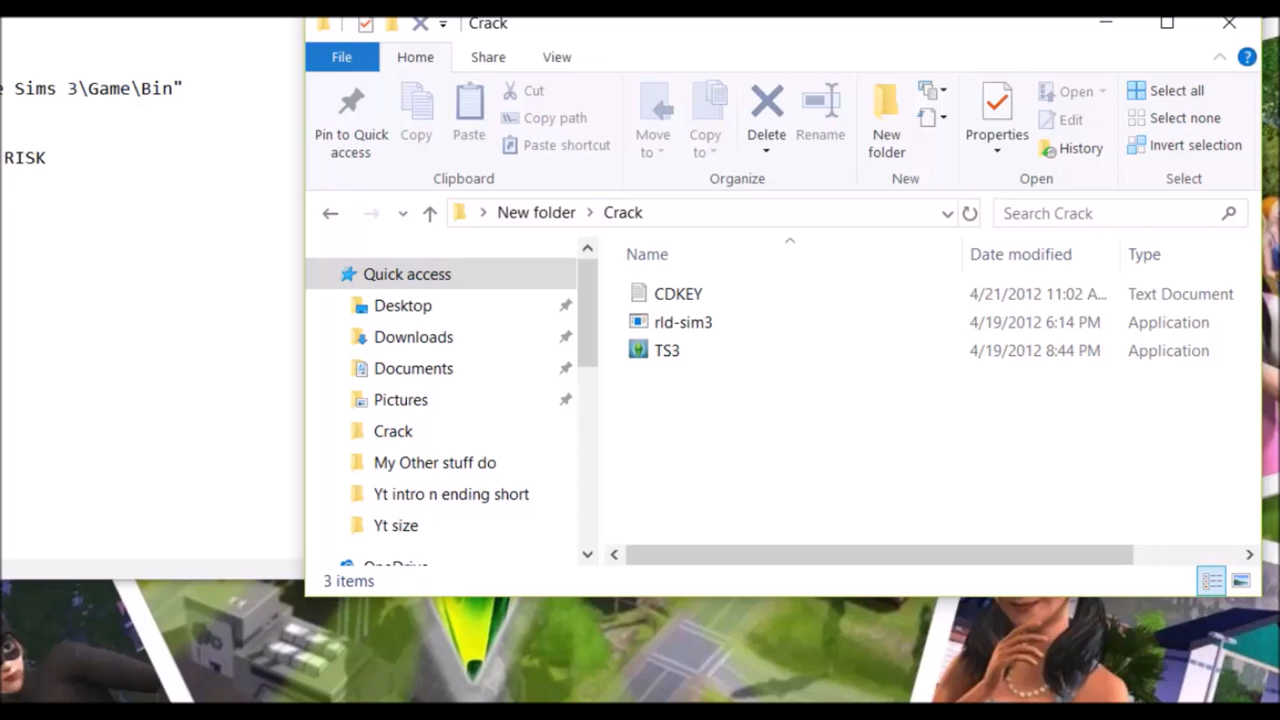 Crack
File
Home
Share
View
e Sims 3\Game\Bin"
RISK
Pin to Quick
access
Copy
Paste
Cut
Copy path
Paste shortcut
Clipboard
Move
to
Copy
to
Delete
Rename
Organize
New
folder
New
Properties
Open
Edit
History
Open
Select all
Select none
Invert selection
Select
New folder
Crack
Search Crack
Quick access
Desktop
Downloads
Documents
Pictures
Crack
My Other stuff do
Yt intro n ending short
Yt size
OneDrive
Name
Date modified
Type
CDKEY
4/21/2012 11:02 A...
Text Document
rld-sim3
4/19/2012 6:14 PM
Application
TS3
4/19/2012 8:44 PM
Application
3 items